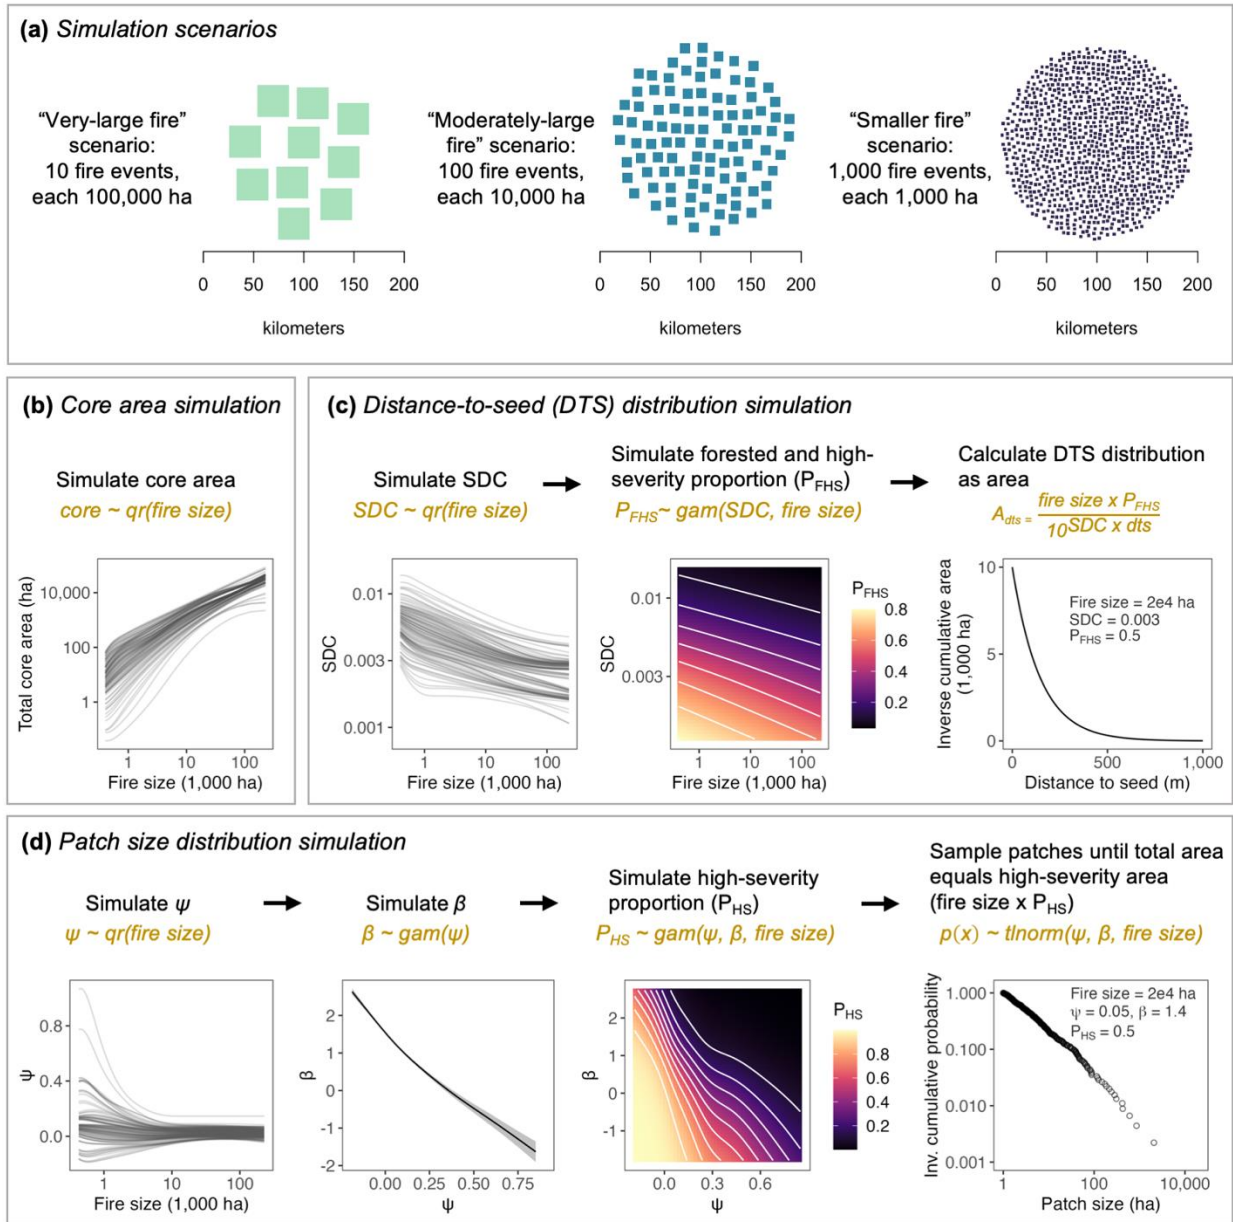 (a) Simulation scenarios
“Very-large fire”
scenario:
10 fire events,
each 100,000 ha
0 50 100 150 200
kilometers
“Moderately-large
fire” scenario:
100 fire events,
each 10,000 ha
0 50 100 150 200
kilometers
“Smaller fire”
scenario:
1,000 fire events,
each 1,000 ha
0 50 100 150 200
kilometers
(b) Core area simulation
Simulate core area
core ~ qr(fire size)
Total core area (ha)
10,000
100
1
1 10 100
Fire size (1,000 ha)
(c) Distance-to-seed (DTS) distribution simulation
Simulate SDC
SDC ~ qr(fire size)
SDC
0.01
0.003
0.001
1 10 100
Fire size (1,000 ha)
Simulate forested and high-
severity proportion (PFHS)
PFHS ~ gam(SDC, fire size)
SDC
0.01
0.003
1 10 100
Fire size (1,000 ha)
PFHS
0.8
0.6
0.4
0.2
Calculate DTS distribution
as area
Adts = fire size x PFHS
10SDC x dts
Inverse cumulative area
(1,000 ha)
10
5
0
Fire size = 2e4 ha
SDC = 0.003
PFHS = 0.5
0 500 1,000
Distance to seed (m)
(d) Patch size distribution simulation
Simulate ψ
ψ ~ qr(fire size)
ψ
0.8
0.4
0.0
1 10 100
Fire size (1,000 ha)
Simulate β
β ~ gam(ψ)
β
2
1
0
-1
-2
0.00 0.25 0.50 0.75
ψ
Simulate high-severity
proportion (PHS)
PHS ~ gam(ψ, β, fire size)
β
2
1
0
-1
0.0 0.3 0.6
ψ
PHS
0.8
0.6
0.4
0.2
Sample patches until total area
equals high-severity area
(fire size x PHS)
p(x) ~ tlnorm(ψ, β, fire size)
Inv. cumulative probability
1.000
0.100
0.010
0.001
Fire size = 2e4 ha
ψ = 0.05, β = 1.4
PHS = 0.5
1 100 10,000
Patch size (ha)